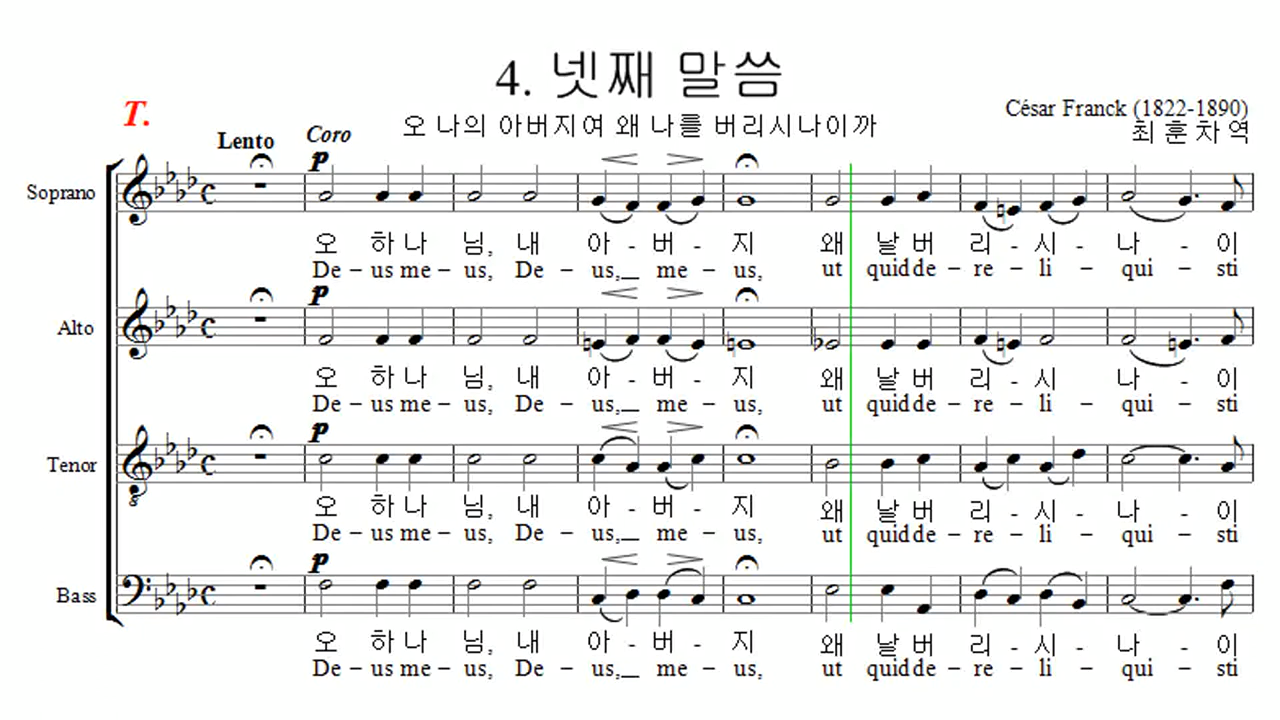 4. 넷째 말씀
T.
César Franck (1822-1890)
오 나의 아버지여 왜 나를 버리시나이까
최 훈 차 역
Lento
Coro
p
Soprano
오 하 나 님, 내 아 - 버 - 지 왜 날 버 리 - 시 - 나 - 이
De – us me – us, De – us,__ me – us, ut quid de – re – li – qui – sti
p
Alto
오 하 나 님, 내 아 - 버 - 지 왜 날 버 리 - 시 나 - 이
De – us me – us, De – us,__ me – us, ut quid de – re – li – qui – sti
p
Tenor
8
오 하 나 님, 내 아 - 버 - 지 왜 날 버 리 - 시 - 나 - 이
De – us me – us, De – us,__ me – us, ut quid de – re – li – qui – sti
p
Bass
오 하 나 님, 내 아 - 버 - 지 왜 날 버 리 - 시 - 나 - 이
De – us me – us, De – us,__ me – us, ut quid de – re – li – qui – sti